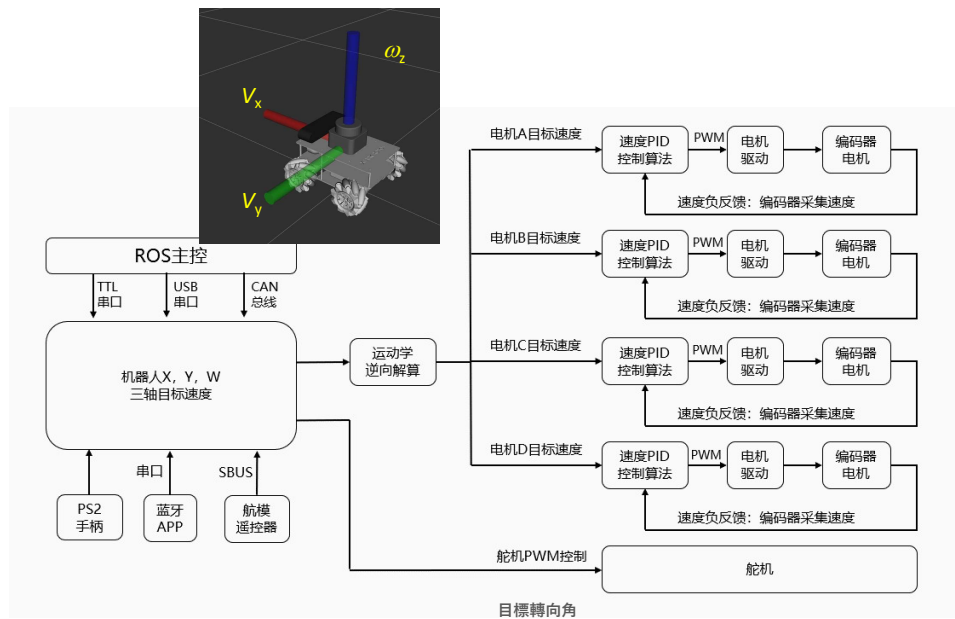 ωz
Vx
Vy
ROS主控
TTL
串口
USB
串口
CAN
总线
机器人X，Y，W
三轴目标速度
串口
SBUS
PS2
手柄
蓝牙
APP
航模
遥控器
运动学
逆向解算
电机A目标速度
速度PID
控制算法
PWM
电机
驱动
编码器
电机
速度负反馈：编码器采集速度
电机B目标速度
速度PID
控制算法
PWM
电机
驱动
编码器
电机
速度负反馈：编码器采集速度
电机C目标速度
速度PID
控制算法
PWM
电机
驱动
编码器
电机
速度负反馈：编码器采集速度
电机D目标速度
速度PID
控制算法
PWM
电机
驱动
编码器
电机
速度负反馈：编码器采集速度
舵机PWM控制
舵机
目標轉向角